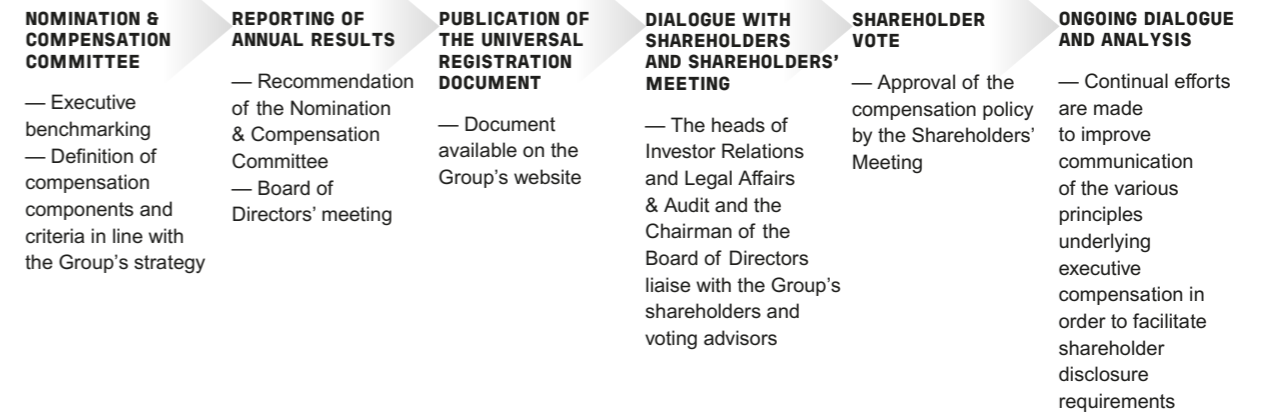 NOMINATION &
COMPENSATION
COMMITTEE
— Executive
benchmarking
— Definition of
compensation
components and
criteria in line with
the Group’s strategy
REPORTING OF
ANNUAL RESULTS
— Recommendation
of the Nomination
& Compensation
Committee
— Board of
Directors’ meeting
PUBLICATION OF
THE UNIVERSAL
REGISTRATION
DOCUMENT
— Document
available on the
Group’s website
DIALOGUE WITH
SHAREHOLDERS
AND SHAREHOLDERS’
MEETING
— The heads of
Investor Relations
and Legal Affairs
& Audit and the
Chairman of the
Board of Directors
liaise with the Group’s
shareholders and
voting advisors
SHAREHOLDER
VOTE
— Approval of the
compensation policy
by the Shareholders’
Meeting
ONGOING DIALOGUE
AND ANALYSIS
— Continual efforts
are made
to improve
communication
of the various
principles
underlying
executive
compensation in
order to facilitate
shareholder
disclosure
requirements